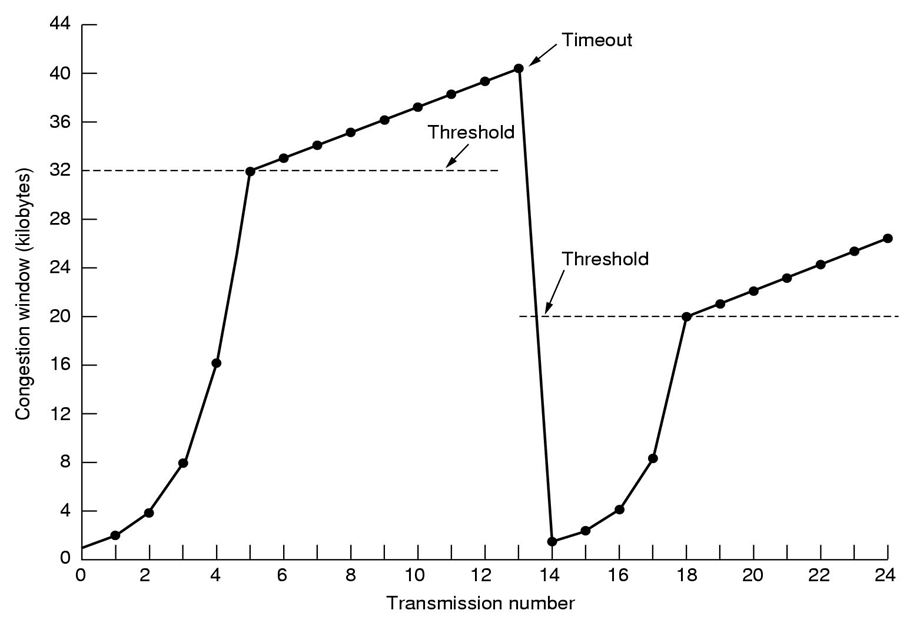 44
40
36
32
28
24
20
16
12
8
4
0
Congestion window (kilobytes)
Timeout
Threshold
Threshold
0 2 4 6 8 10 12 14 16 18 20 22 24
Transmission number